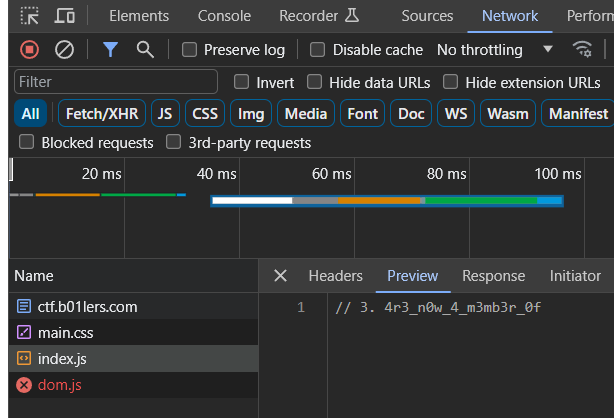 Elements Console Recorder Sources Network Perform
Preserve log Disable cache No throttling
Filter Invert Hide data URLs Hide extension URLs
All Fetch/XHR JS CSS Img Media Font Doc WS Wasm Manifest
Blocked requests 3rd-party requests
20 ms 40 ms 60 ms 80 ms 100 ms
Name Headers Preview Response Initiator
ctf.b01lers.com 1 // 3. 4r3_n0w_4_m3mb3r_0f
main.css
index.js
dom.js